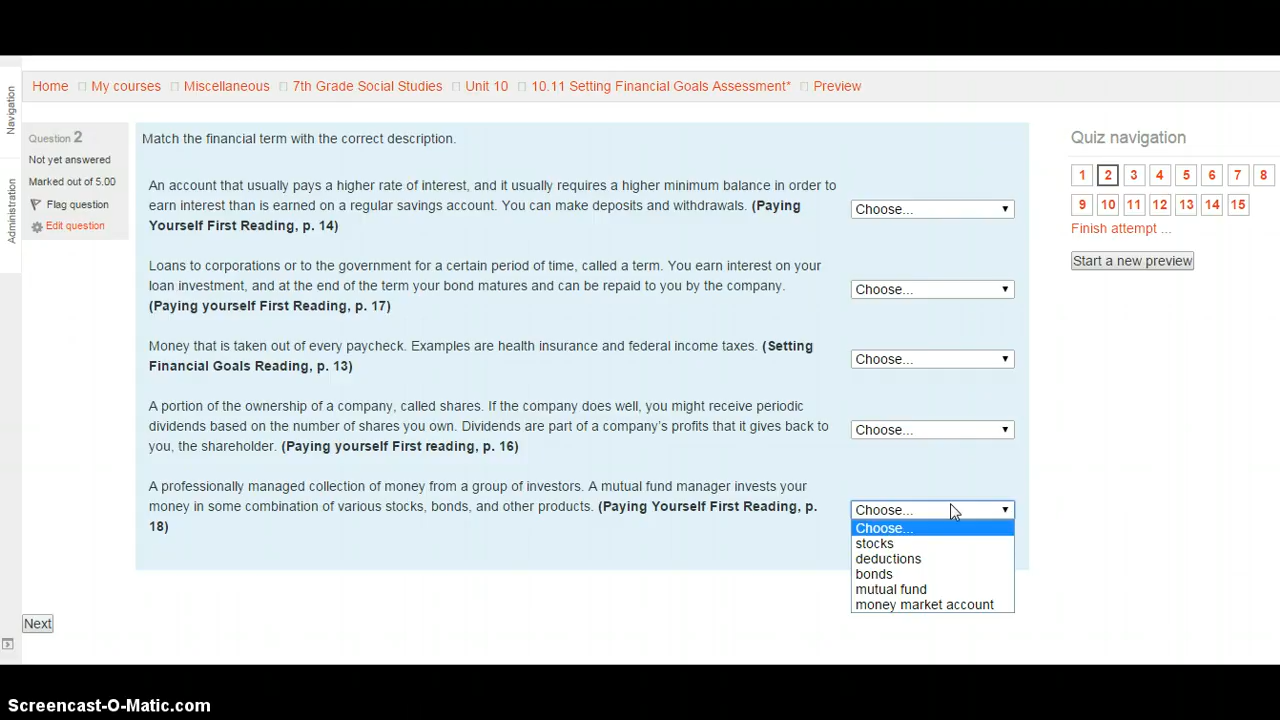 Home My courses Miscellaneous 7th Grade Social Studies Unit 10 10.11 Setting Financial Goals Assessment* Preview
Navigation
Administration
Question 2
Not yet answered
Marked out of 5.00
Flag question
Edit question
Match the financial term with the correct description.
An account that usually pays a higher rate of interest, and it usually requires a higher minimum balance in order to
earn interest than is earned on a regular savings account. You can make deposits and withdrawals. (Paying
Yourself First Reading, p. 14)
Choose...
Loans to corporations or to the government for a certain period of time, called a term. You earn interest on your
loan investment, and at the end of the term your bond matures and can be repaid to you by the company.
(Paying yourself First Reading, p. 17)
Choose...
Money that is taken out of every paycheck. Examples are health insurance and federal income taxes. (Setting
Financial Goals Reading, p. 13)
Choose...
A portion of the ownership of a company, called shares. If the company does well, you might receive periodic
dividends based on the number of shares you own. Dividends are part of a company's profits that it gives back to
you, the shareholder. (Paying yourself First reading, p. 16)
Choose...
A professionally managed collection of money from a group of investors. A mutual fund manager invests your
money in some combination of various stocks, bonds, and other products. (Paying Yourself First Reading, p.
18)
Choose...
Choose...
stocks
deductions
bonds
mutual fund
money market account
Quiz navigation
1 2 3 4 5 6 7 8
9 10 11 12 13 14 15
Finish attempt ...
Start a new preview
Next
Screencast-O-Matic.com